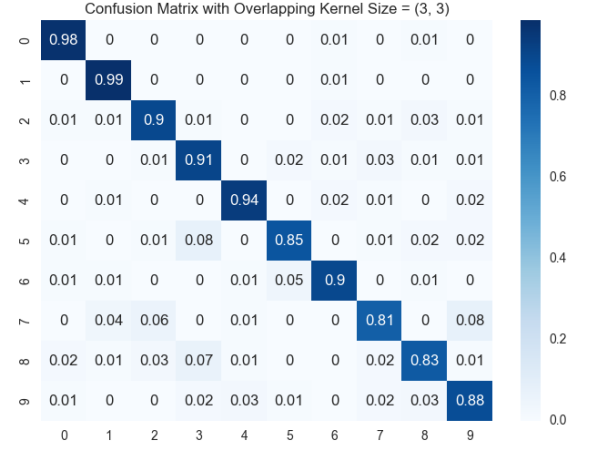 Confusion Matrix with Overlapping Kernel Size = (3, 3)
0 0.98 0 0 0 0 0 0.01 0 0.01 0
1 0 0.99 0 0 0 0 0.01 0 0 0
2 0.01 0.01 0.9 0.01 0 0 0.02 0.01 0.03 0.01
3 0 0 0.01 0.91 0 0.02 0.01 0.03 0.01 0.01
4 0 0.01 0 0 0.94 0 0.02 0.01 0 0.02
5 0.01 0 0.01 0.08 0 0.85 0 0.01 0.02 0.02
6 0.01 0.01 0 0 0.01 0.05 0.9 0 0.01 0
7 0 0.04 0.06 0 0.01 0 0 0.81 0 0.08
8 0.02 0.01 0.03 0.07 0.01 0 0 0.02 0.83 0.01
9 0.01 0 0 0.02 0.03 0.01 0 0.02 0.03 0.88
0 1 2 3 4 5 6 7 8 9
0.8
0.6
0.4
0.2
0.0